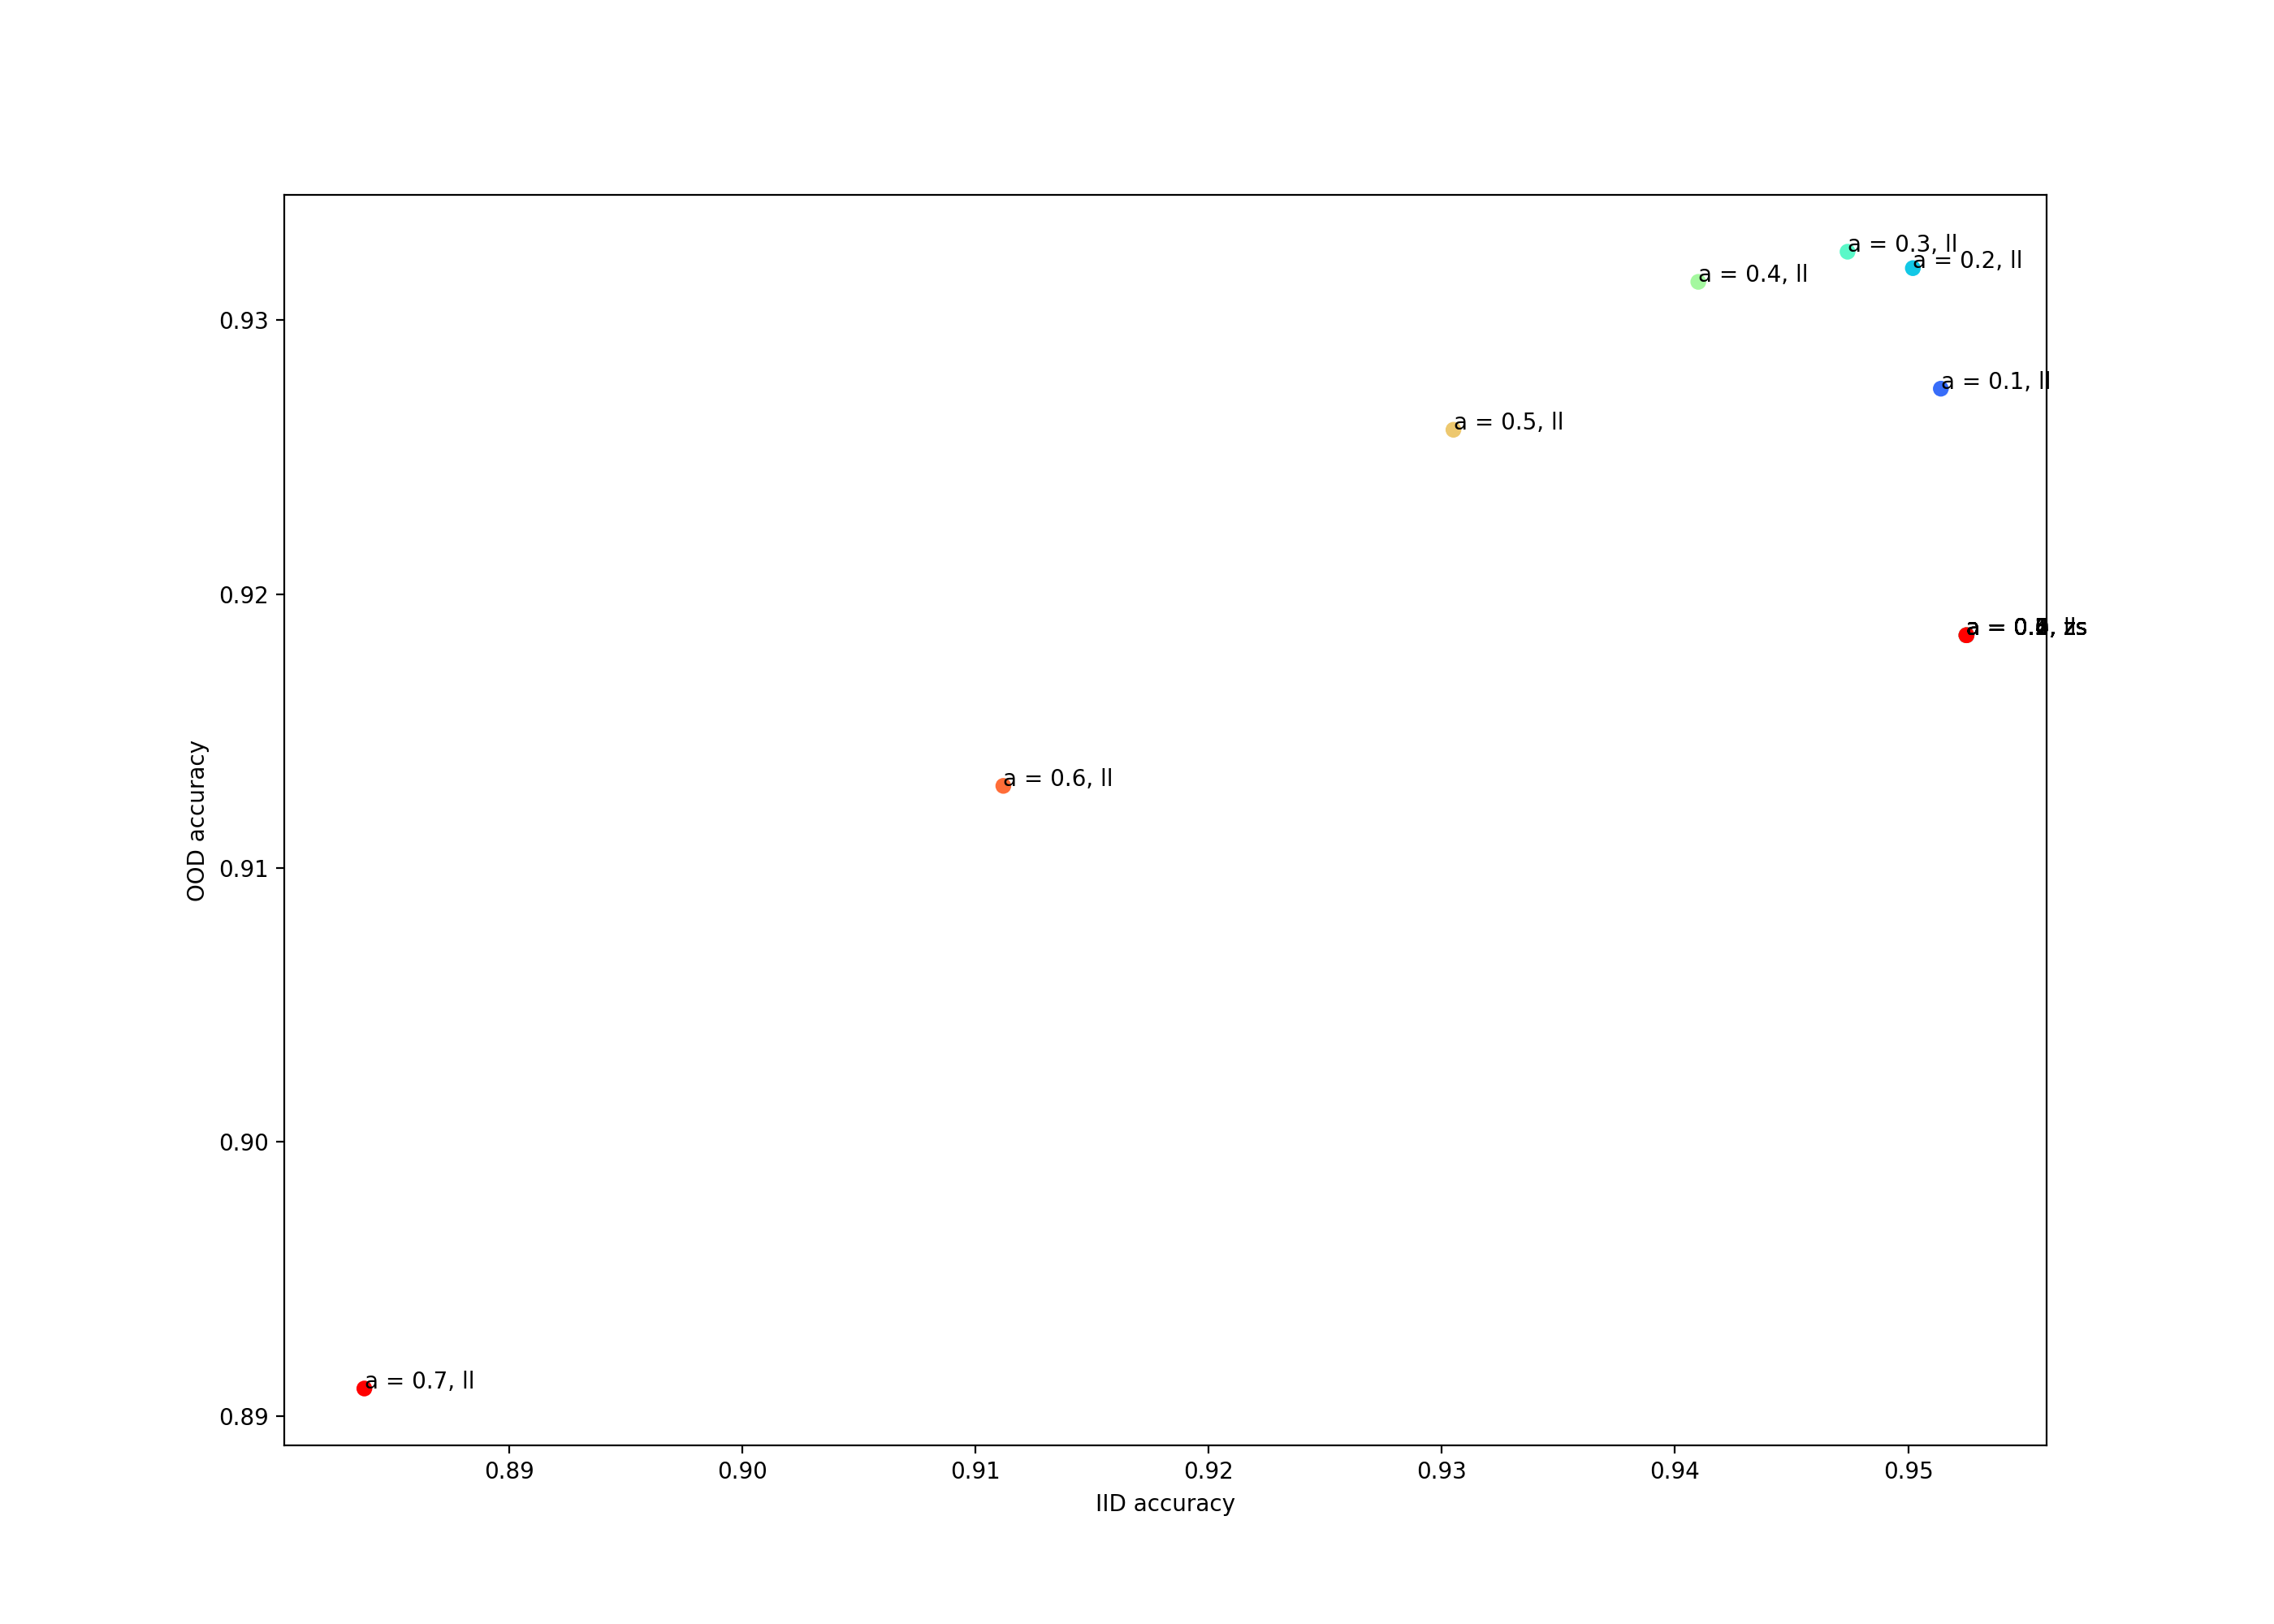 a = 0.3, ll
a = 0.2, ll
a = 0.4, ll
0.93
a = 0.1, ll
a = 0.5, ll
0.92
a = 0.6, ll
OOD accuracy
0.91
0.90
a = 0.7, ll
0.89
0.89
0.90
0.91
0.92
0.93
0.94
0.95
IID accuracy